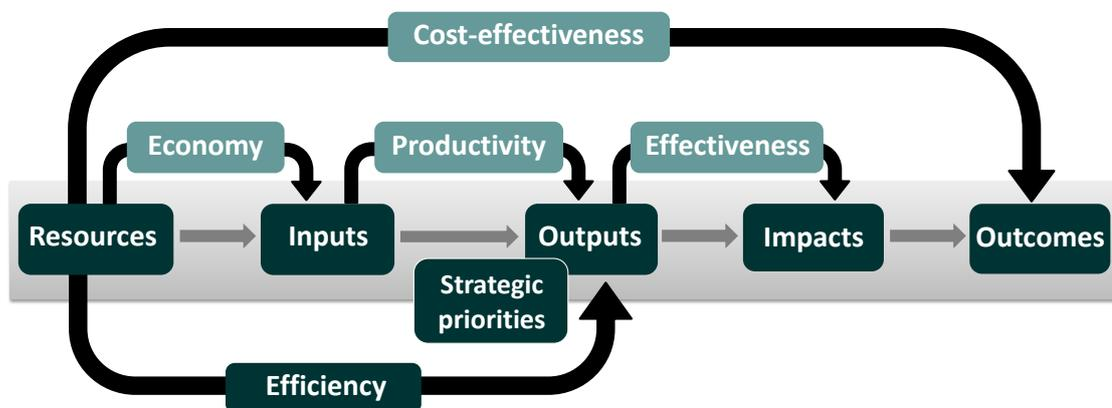 Cost-effectiveness
Economy
Productivity
Effectiveness
Resources
Inputs
Outputs
Impacts
Outcomes
Strategic
priorities
Efficiency